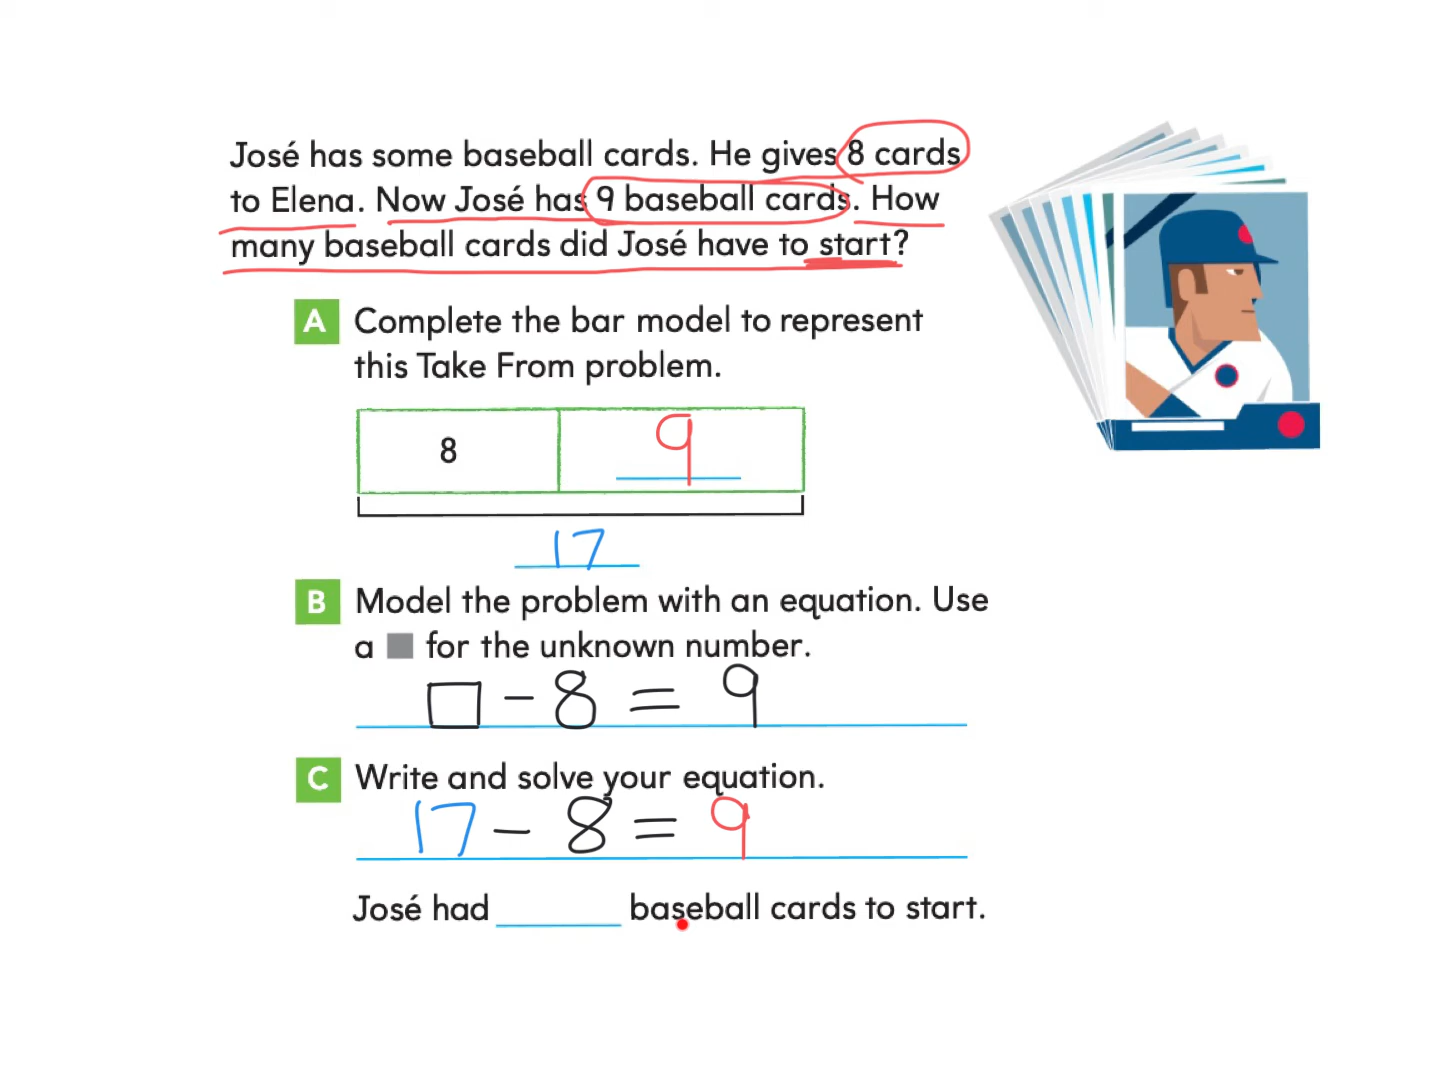 José has some baseball cards. He gives 8 cards
to Elena. Now José has 9 baseball cards. How
many baseball cards did José have to start?
A Complete the bar model to represent
this Take From problem.
8 9
17
B Model the problem with an equation. Use
a ■ for the unknown number.
□ - 8 = 9
C Write and solve your equation.
17 - 8 = 9
José had ______ baseball cards to start.